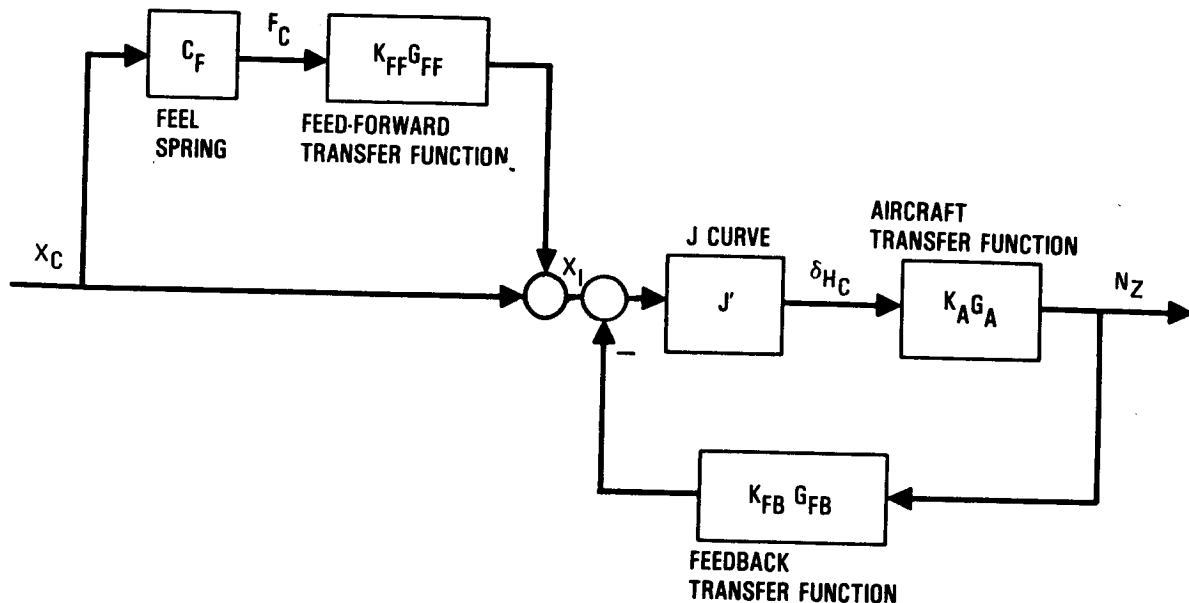 C_F
F_C
K_FF G_FF
FEEL
SPRING
FEED-FORWARD
TRANSFER FUNCTION
X_C
X_I
J CURVE
J'
δ_H_C
AIRCRAFT
TRANSFER FUNCTION
K_A G_A
N_Z
−
K_FB G_FB
FEEDBACK
TRANSFER FUNCTION